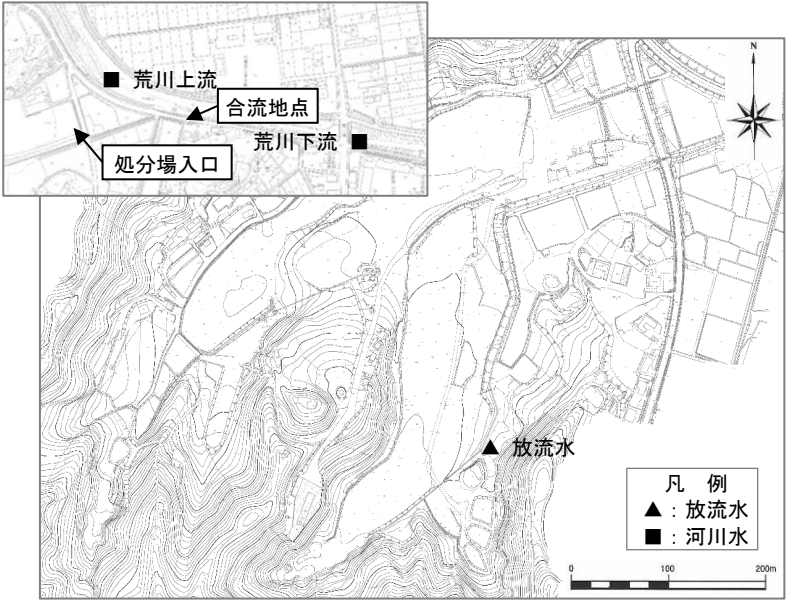 荒川上流
合流地点
荒川下流
処分場入口
N
放流水
凡 例
▲ : 放流水
■ : 河川水
0 100 200m